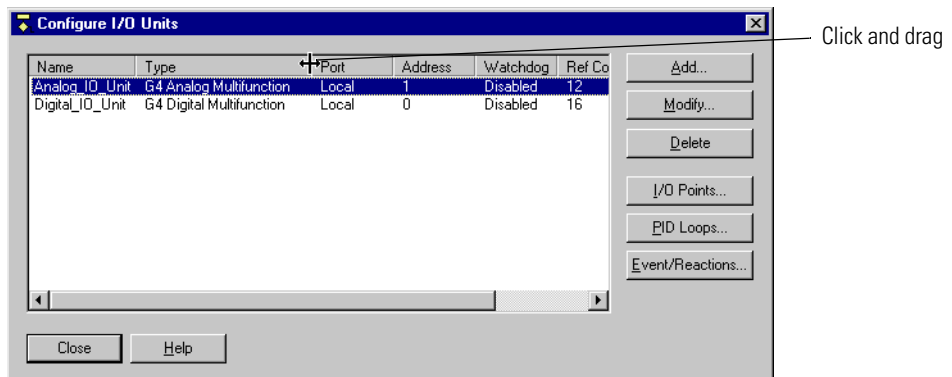 Configure I/O Units
Click and drag
Name Type Port Address Watchdog Ref Co
Analog_IO_Unit G4 Analog Multifunction Local 1 Disabled 12
Digital_IO_Unit G4 Digital Multifunction Local 0 Disabled 16
Add...
Modify...
Delete
I/O Points...
PID Loops...
Event/Reactions...
Close Help